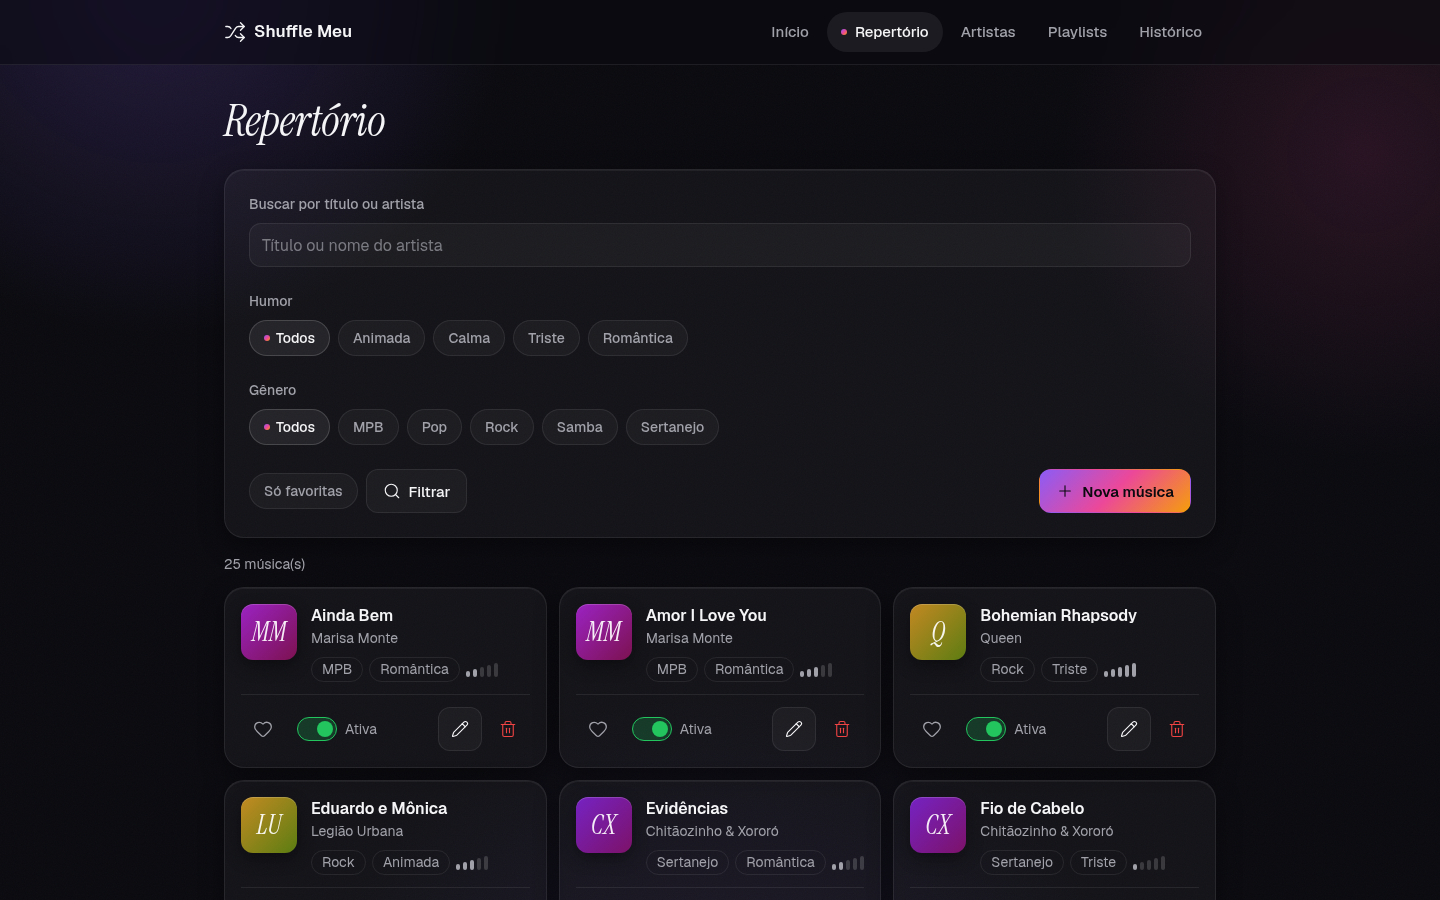 Shuffle Meu
Início
Repertório
Artistas
Playlists
Histórico
Repertório
Buscar por título ou artista
Título ou nome do artista
Humor
Todos
Animada
Calma
Triste
Romântica
Gênero
Todos
MPB
Pop
Rock
Samba
Sertanejo
Só favoritas
Filtrar
Nova música
25 música(s)
MM
Ainda Bem
Marisa Monte
MPB
Romântica
Ativa
MM
Amor I Love You
Marisa Monte
MPB
Romântica
Ativa
Q
Bohemian Rhapsody
Queen
Rock
Triste
Ativa
LU
Eduardo e Mônica
Legião Urbana
Rock
Animada
CX
Evidências
Chitãozinho & Xororó
Sertanejo
Romântica
CX
Fio de Cabelo
Chitãozinho & Xororó
Sertanejo
Triste